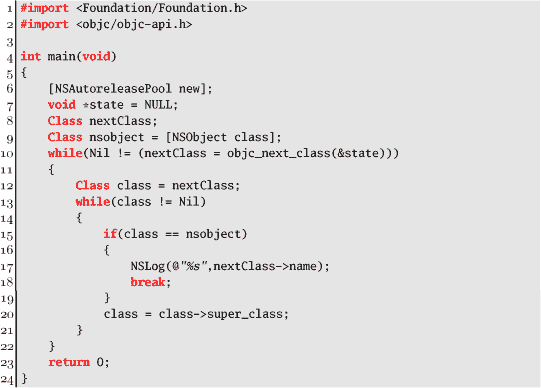 1 #import <Foundation/Foundation.h>
2 #import <objc/objc-api.h>
3
4 int main(void)
5 {
6     [NSAutoreleasePool new];
7     void *state = NULL;
8     Class nextClass;
9     Class nsobject = [NSObject class];
10     while(Nil != (nextClass = objc_next_class(&state)))
11     {
12         Class class = nextClass;
13         while(class != Nil)
14         {
15             if(class == nsobject)
16             {
17                 NSLog(@"%s",nextClass->name);
18                 break;
19             }
20             class = class->super_class;
21         }
22     }
23     return 0;
24 }